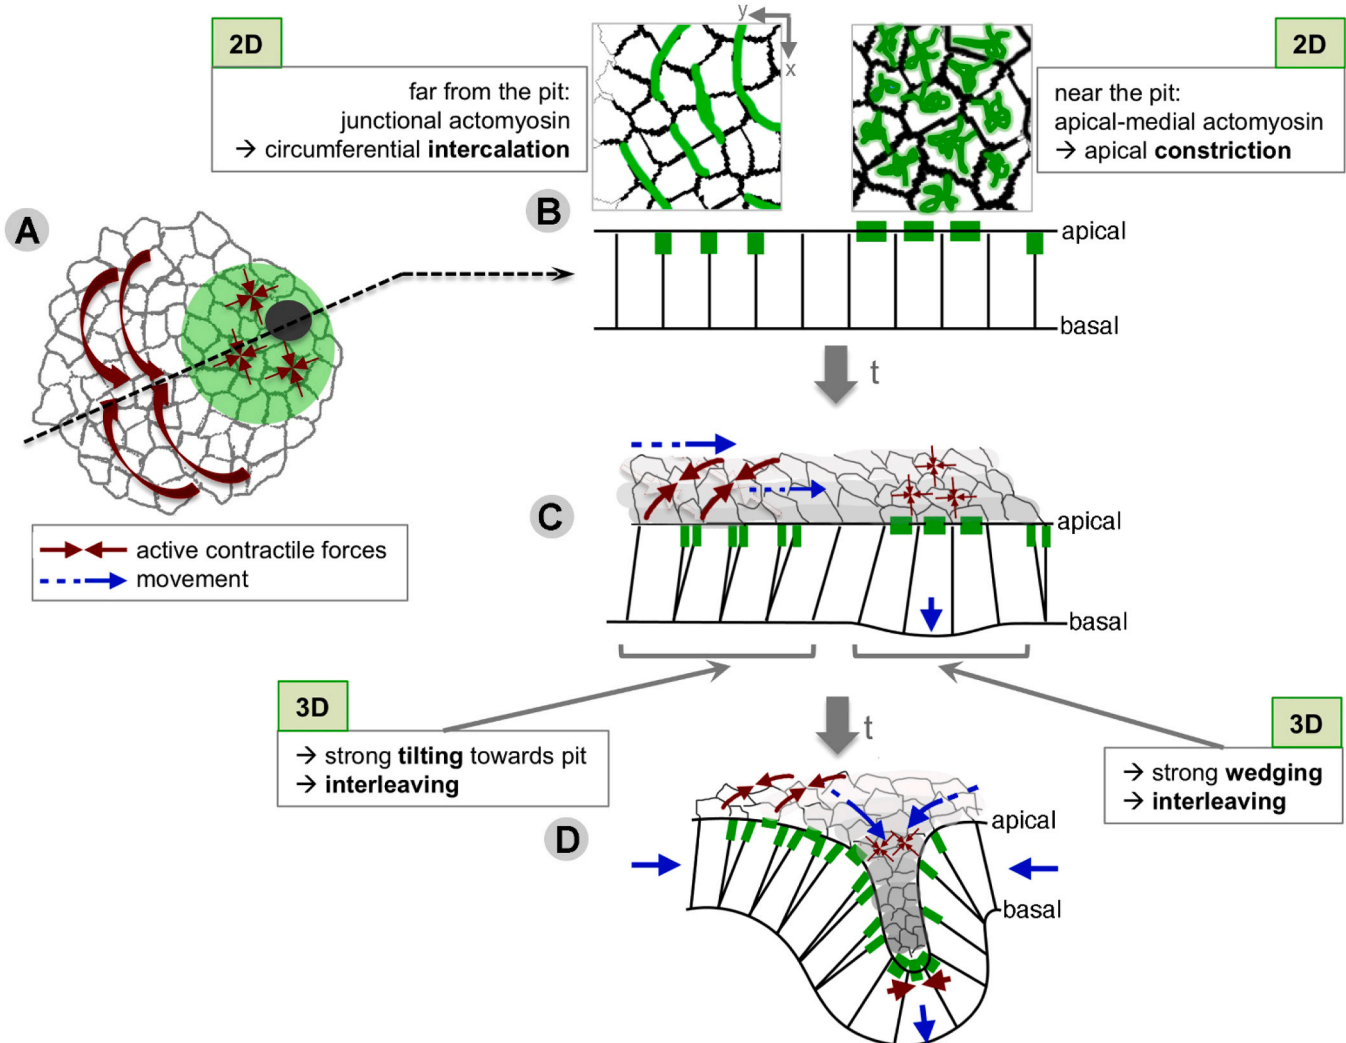 2D
far from the pit:
junctional actomyosin
→ circumferential intercalation
y
x
2D
near the pit:
apical-medial actomyosin
→ apical constriction
A
B
apical
basal
t
C
apical
basal
active contractile forces
movement
3D
→ strong tilting towards pit
→ interleaving
t
3D
→ strong wedging
→ interleaving
D
apical
basal